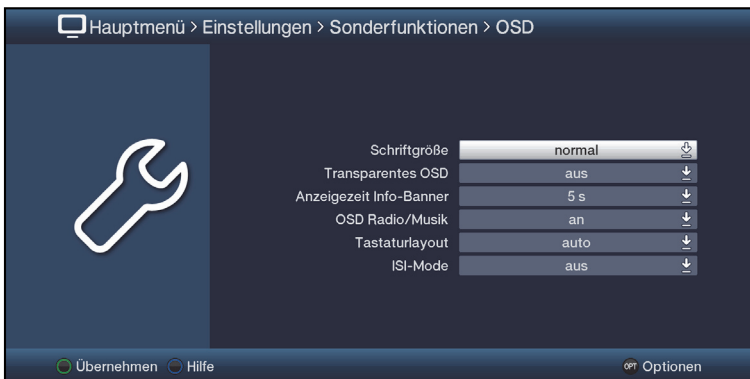 Hauptmenü > Einstellungen > Sonderfunktionen > OSD
Schriftgröße normal
Transparentes OSD aus
Anzeigezeit Info-Banner 5 s
OSD Radio/Musik an
Tastaturlayout auto
ISI-Mode aus
Übernehmen Hilfe OPT Optionen